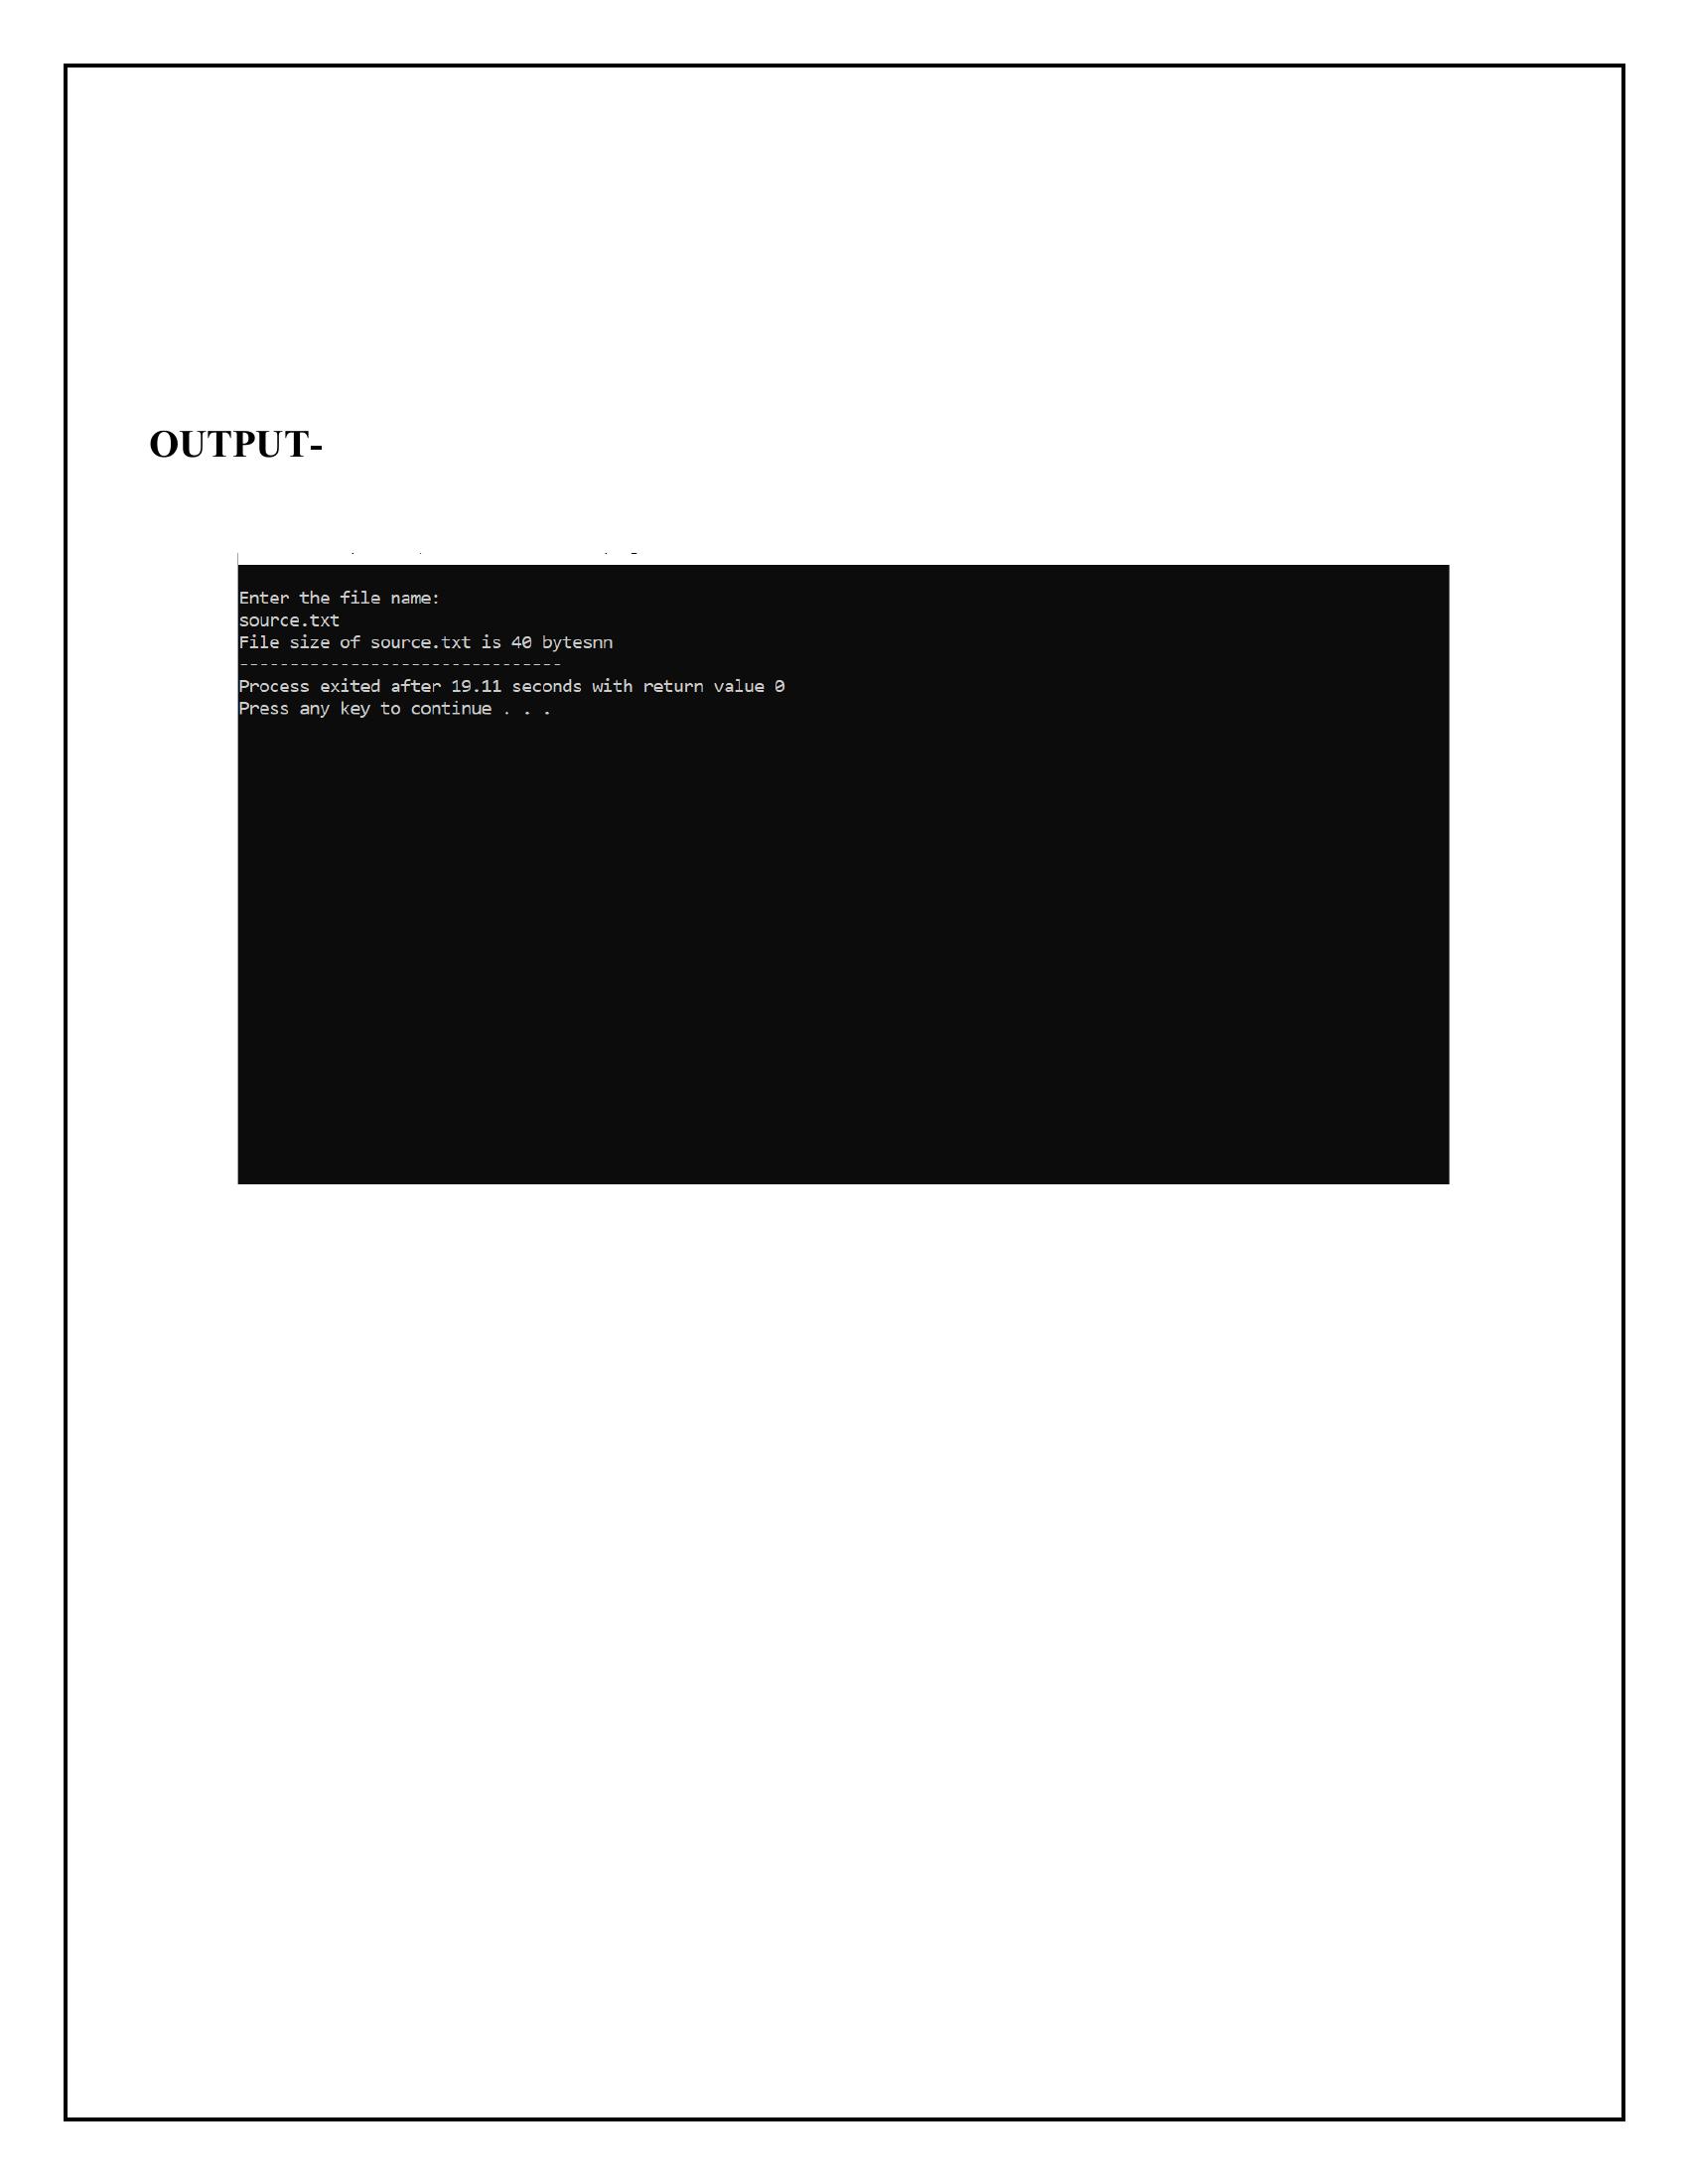 OUTPUT-
Enter the file name:
source.txt
File size of source.txt is 40 bytesnn
--------------------------------
Process exited after 19.11 seconds with return value 0
Press any key to continue . . .